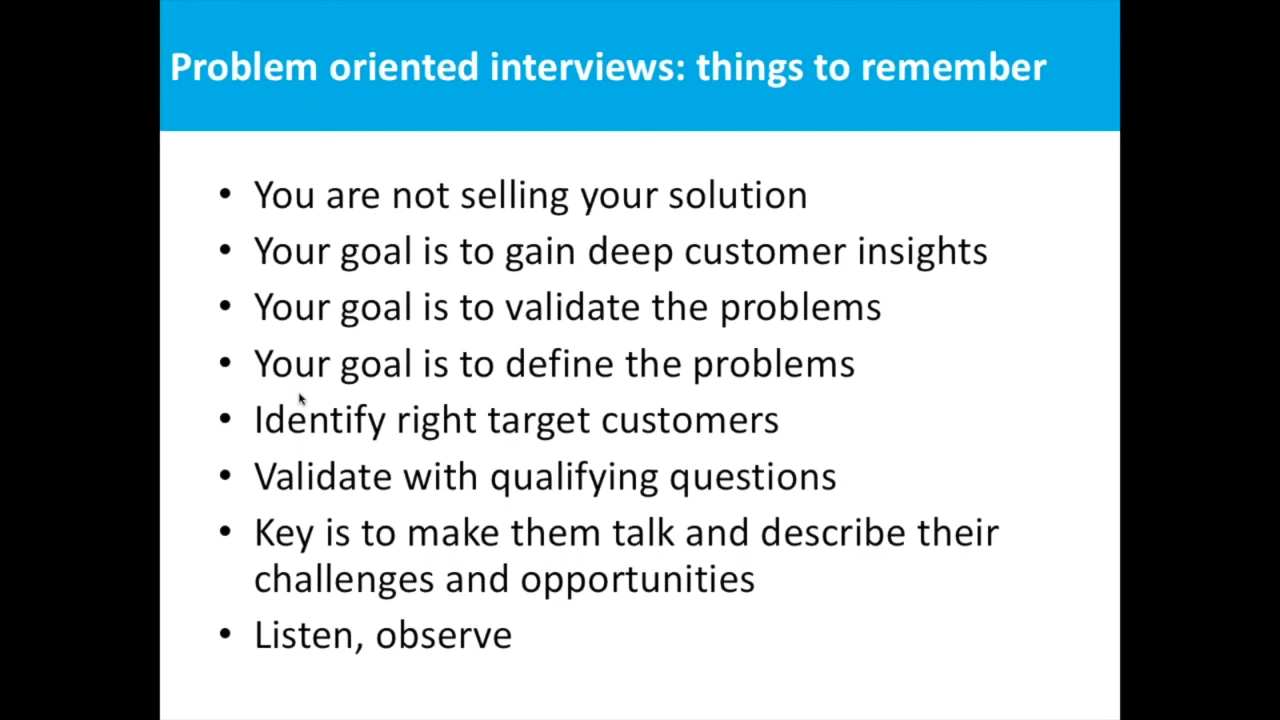 Problem oriented interviews: things to remember
• You are not selling your solution
• Your goal is to gain deep customer insights
• Your goal is to validate the problems
• Your goal is to define the problems
• Identify right target customers
• Validate with qualifying questions
• Key is to make them talk and describe their
challenges and opportunities
• Listen, observe